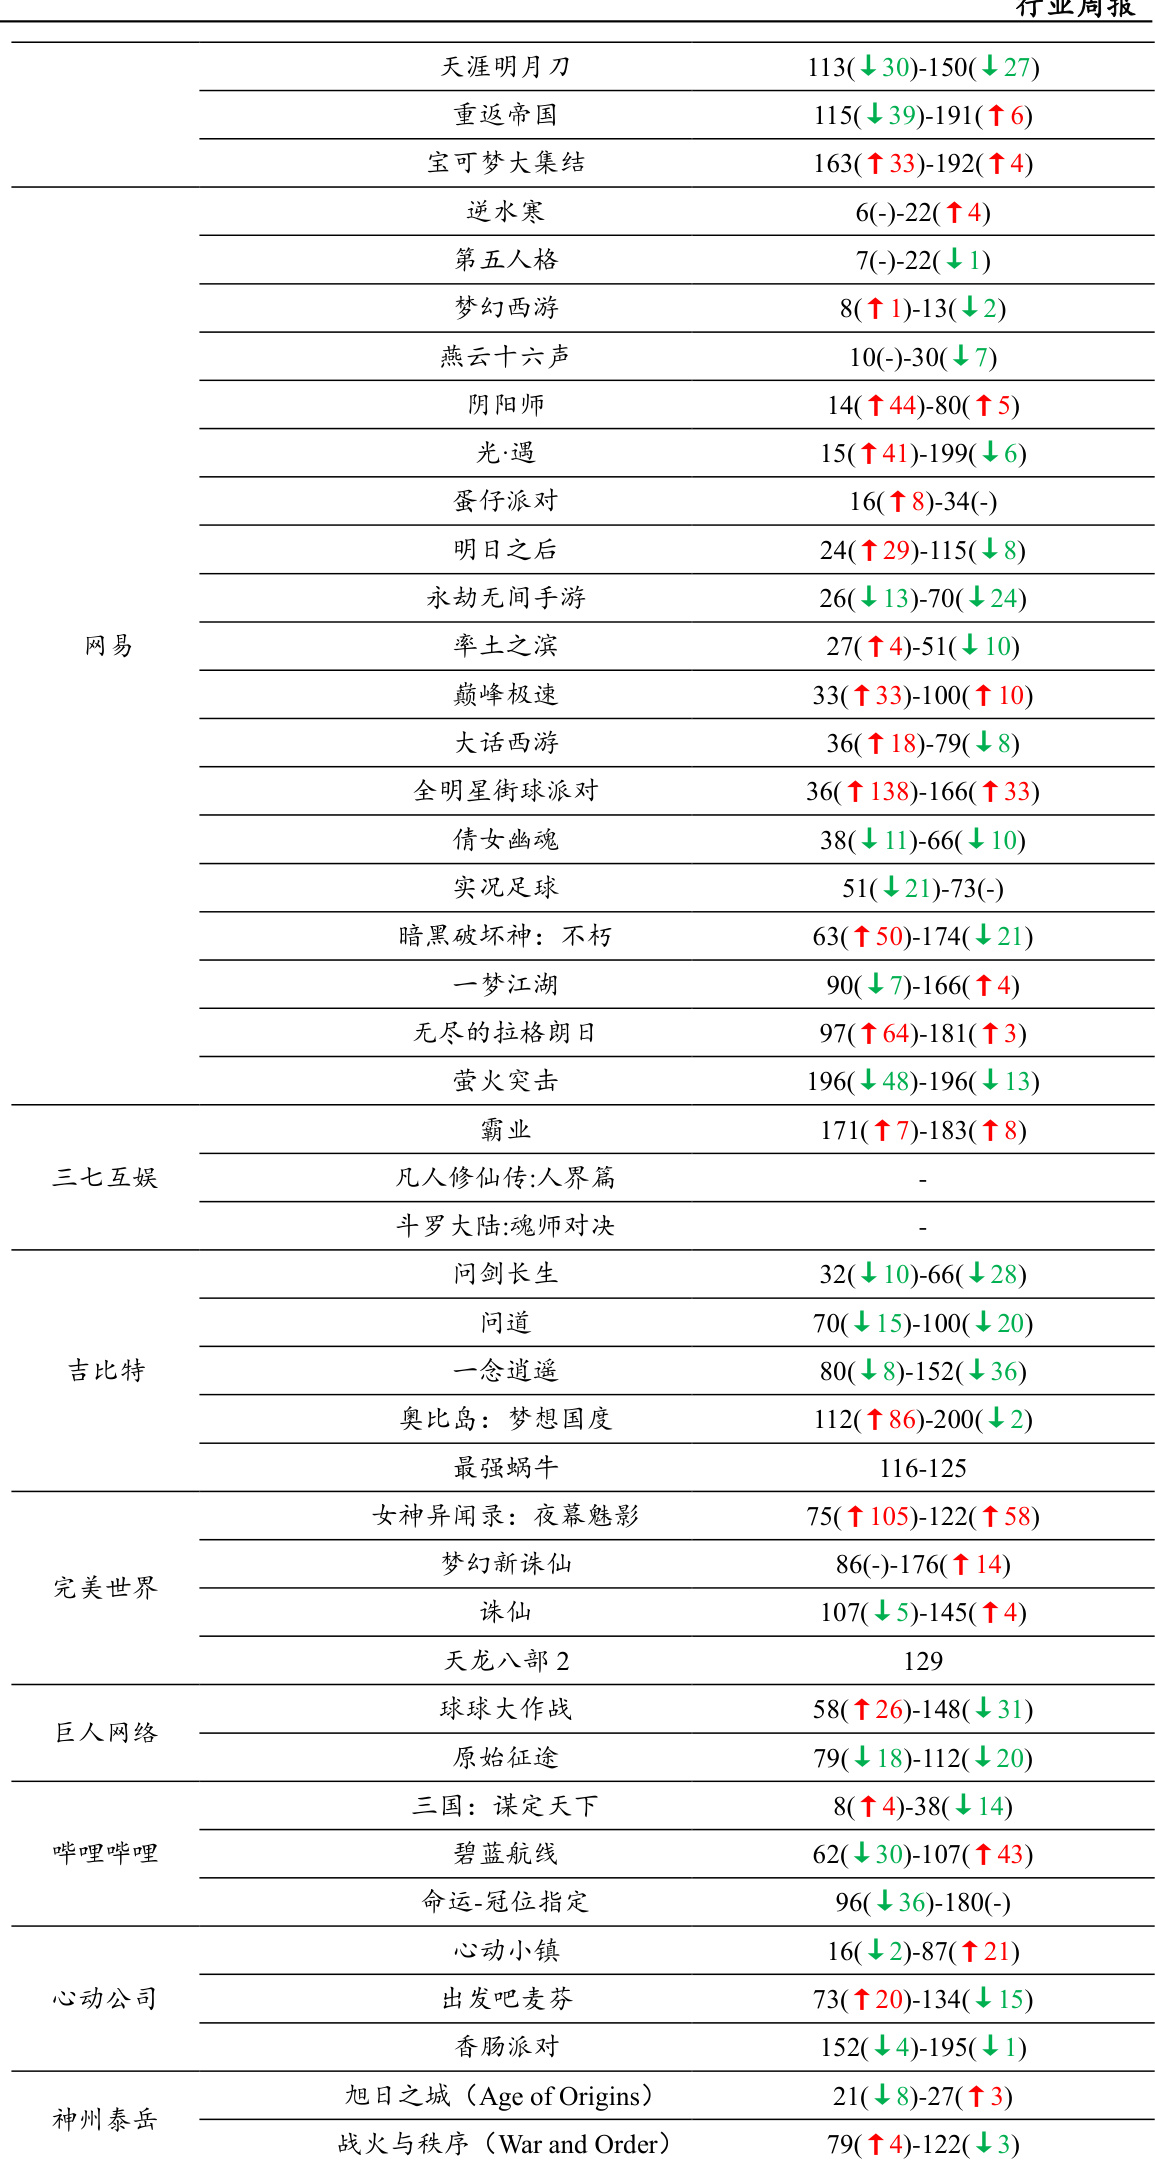 行业周报
天涯明月刀 113(↓30)-150(↓27)
重返帝国 115(↓39)-191(↑6)
宝可梦大集结 163(↑33)-192(↑4)
逆水寒 6(-)-22(↑4)
第五人格 7(-)-22(↓1)
梦幻西游 8(↑1)-13(↓2)
燕云十六声 10(-)-30(↓7)
阴阳师 14(↑44)-80(↑5)
光·遇 15(↑41)-199(↓6)
蛋仔派对 16(↑8)-34(-)
明日之后 24(↑29)-115(↓8)
永劫无间手游 26(↓13)-70(↓24)
网易 率土之滨 27(↑4)-51(↓10)
巅峰极速 33(↑33)-100(↑10)
大话西游 36(↑18)-79(↓8)
全明星街球派对 36(↑138)-166(↑33)
倩女幽魂 38(↓11)-66(↓10)
实况足球 51(↓21)-73(-)
暗黑破坏神：不朽 63(↑50)-174(↓21)
一梦江湖 90(↓7)-166(↑4)
无尽的拉格朗日 97(↑64)-181(↑3)
萤火突击 196(↓48)-196(↓13)
霸业 171(↑7)-183(↑8)
三七互娱 凡人修仙传:人界篇 -
斗罗大陆:魂师对决 -
问剑长生 32(↓10)-66(↓28)
问道 70(↓15)-100(↓20)
吉比特 一念逍遥 80(↓8)-152(↓36)
奥比岛：梦想国度 112(↑86)-200(↓2)
最强蜗牛 116-125
女神异闻录：夜幕魅影 75(↑105)-122(↑58)
梦幻新诛仙 86(-)-176(↑14)
完美世界
诛仙 107(↓5)-145(↑4)
天龙八部 2 129
球球大作战 58(↑26)-148(↓31)
巨人网络
原始征途 79(↓18)-112(↓20)
三国：谋定天下 8(↑4)-38(↓14)
哔哩哔哩 碧蓝航线 62(↓30)-107(↑43)
命运-冠位指定 96(↓36)-180(-)
心动小镇 16(↓2)-87(↑21)
心动公司 出发吧麦芬 73(↑20)-134(↓15)
香肠派对 152(↓4)-195(↓1)
旭日之城（Age of Origins） 21(↓8)-27(↑3)
神州泰岳
战火与秩序（War and Order） 79(↑4)-122(↓3)